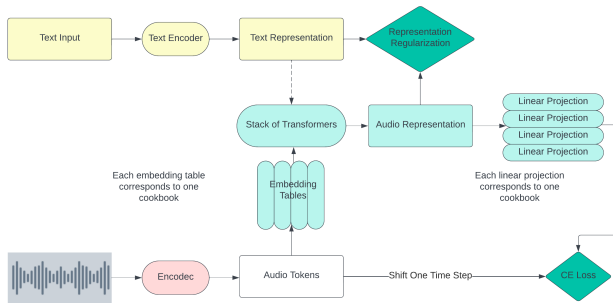 Text Input
Text Encoder
Text Representation
Representation
Regularization
Stack of Transformers
Audio Representation
Linear Projection
Linear Projection
Linear Projection
Linear Projection
Each embedding table
corresponds to one
cookbook
Embedding
Tables
Each linear projection
corresponds to one
cookbook
Encodec
Audio Tokens
Shift One Time Step
CE Loss